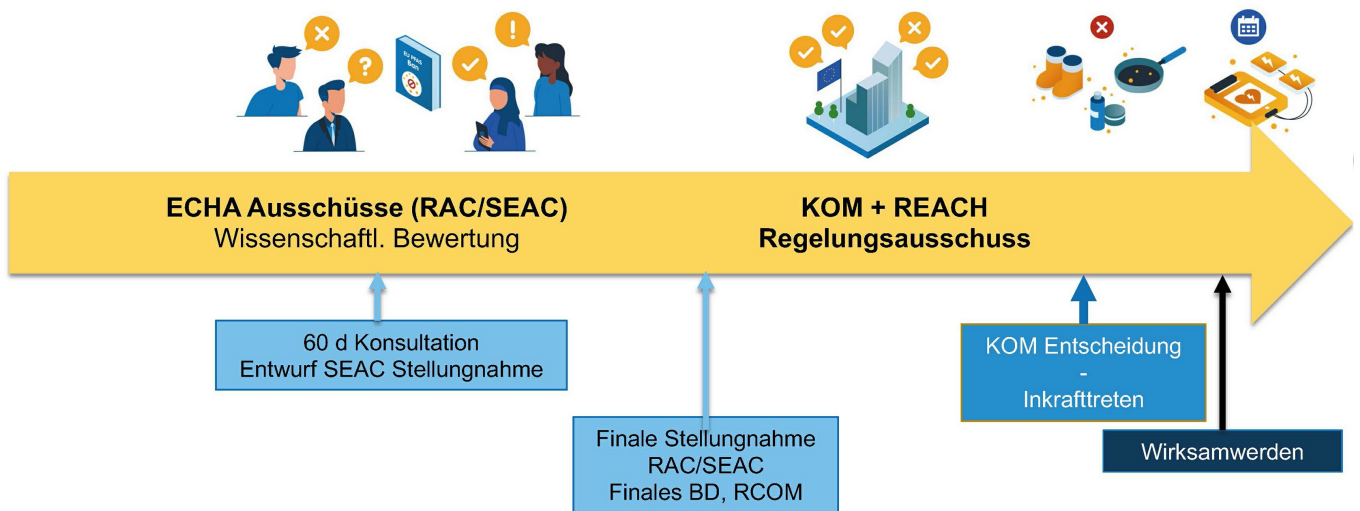 ECHA Ausschüsse (RAC/SEAC)
Wissenschaftl. Bewertung
KOM + REACH
Regelungsausschuss
60 d Konsultation
Entwurf SEAC Stellungnahme
Finale Stellungnahme
RAC/SEAC
Finales BD, RCOM
KOM Entscheidung
-
Inkrafttreten
Wirksamwerden